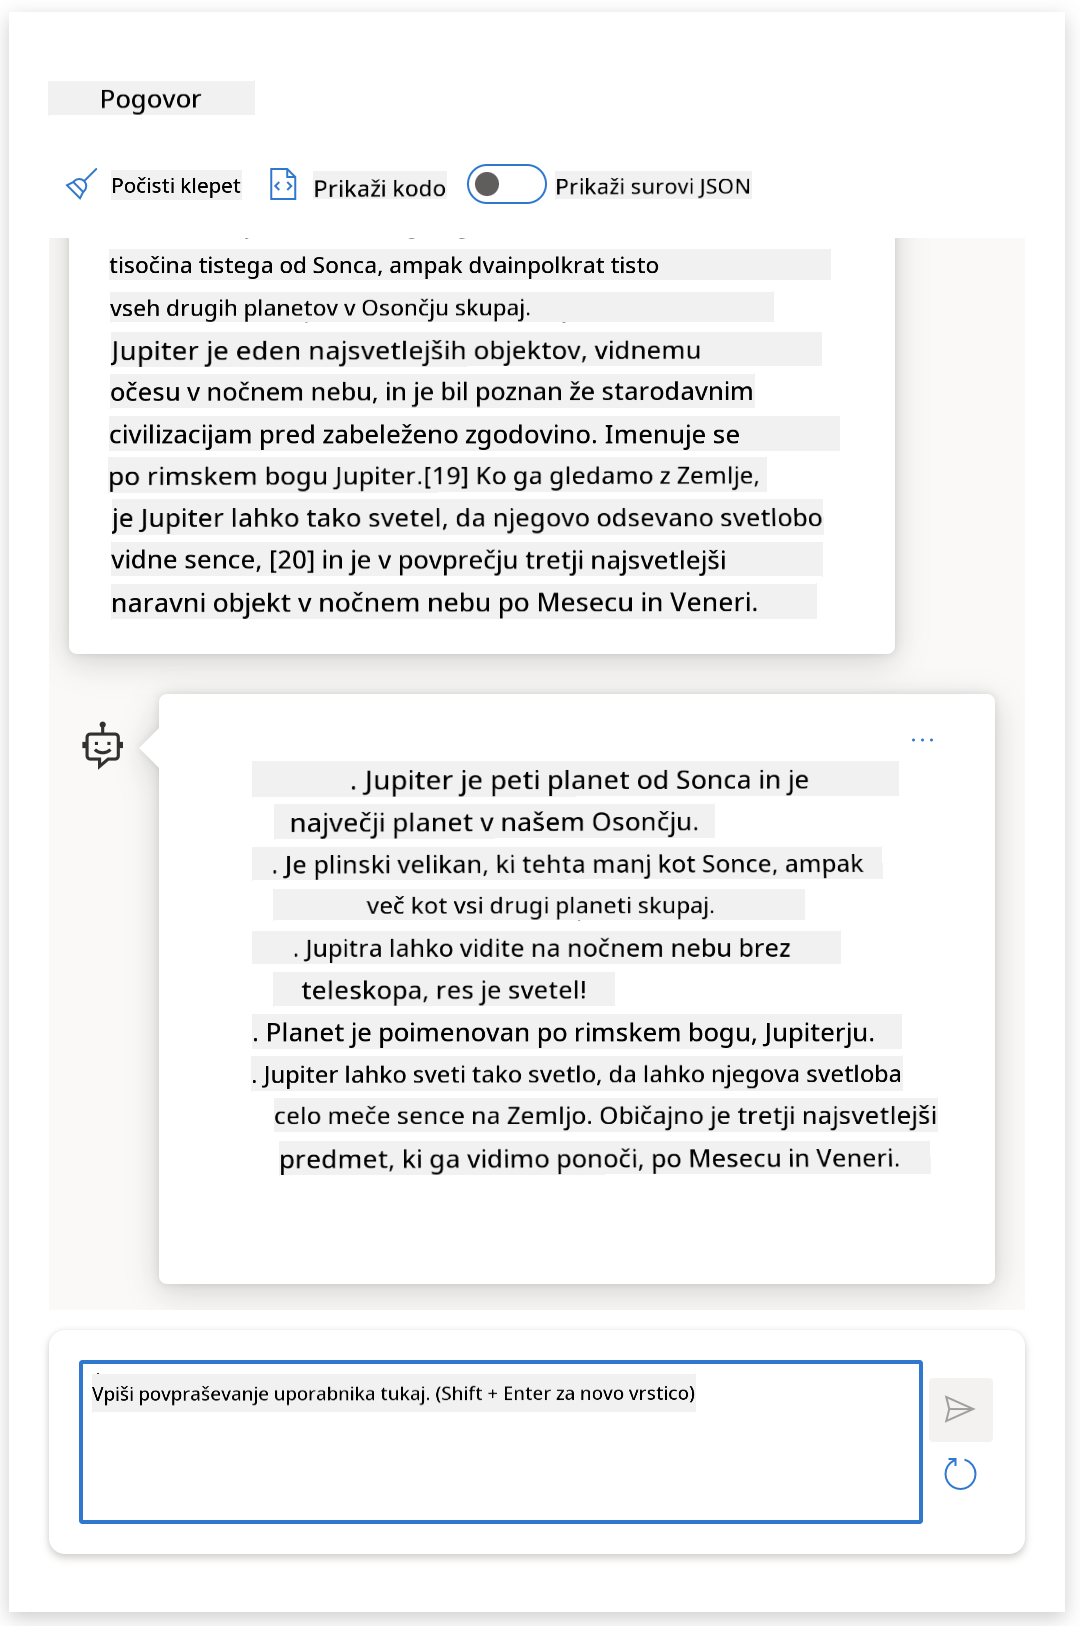 Pogovor
Počisti klepet
Prikaži kodo
Prikaži surovi JSON
tisočina tistega od Sonca, ampak dvainpolkrat tisto
vseh drugih planetov v Osončju skupaj.
Jupiter je eden najsvetlejših objektov, vidnemu
očesu v nočnem nebu, in je bil poznan že starodavnim
civilizacijam pred zabeleženo zgodovino. Imenuje se
po rimskem bogu Jupiter.[19] Ko ga gledamo z Zemlje,
je Jupiter lahko tako svetel, da njegovo odsevano svetlobo
vidne sence, [20] in je v povprečju tretji najsvetlejši
naravni objekt v nočnem nebu po Mesecu in Veneri.
. Jupiter je peti planet od Sonca in je
največji planet v našem Osončju.
. Je plinski velikan, ki tehta manj kot Sonce, ampak
več kot vsi drugi planeti skupaj.
. Jupitra lahko vidite na nočnem nebu brez
teleskopa, res je svetel!
. Planet je poimenovan po rimskem bogu, Jupiterju.
. Jupiter lahko sveti tako svetlo, da lahko njegova svetloba
celo meče sence na Zemljo. Običajno je tretji najsvetlejši
predmet, ki ga vidimo ponoči, po Mesecu in Veneri.
Vpiši povpraševanje uporabnika tukaj. (Shift + Enter za novo vrstico)